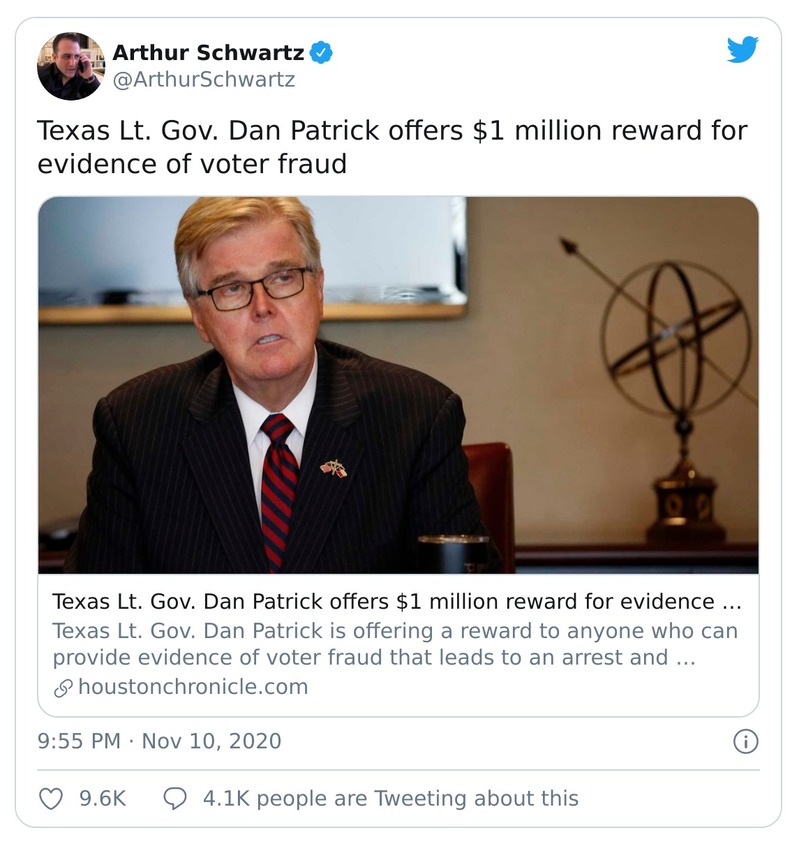 Arthur Schwartz
@ArthurSchwartz
Texas Lt. Gov. Dan Patrick offers $1 million reward for
evidence of voter fraud
Texas Lt. Gov. Dan Patrick offers $1 million reward for evidence ...
Texas Lt. Gov. Dan Patrick is offering a reward to anyone who can
provide evidence of voter fraud that leads to an arrest and ...
houstonchronicle.com
9:55 PM · Nov 10, 2020
9.6K 4.1K people are Tweeting about this